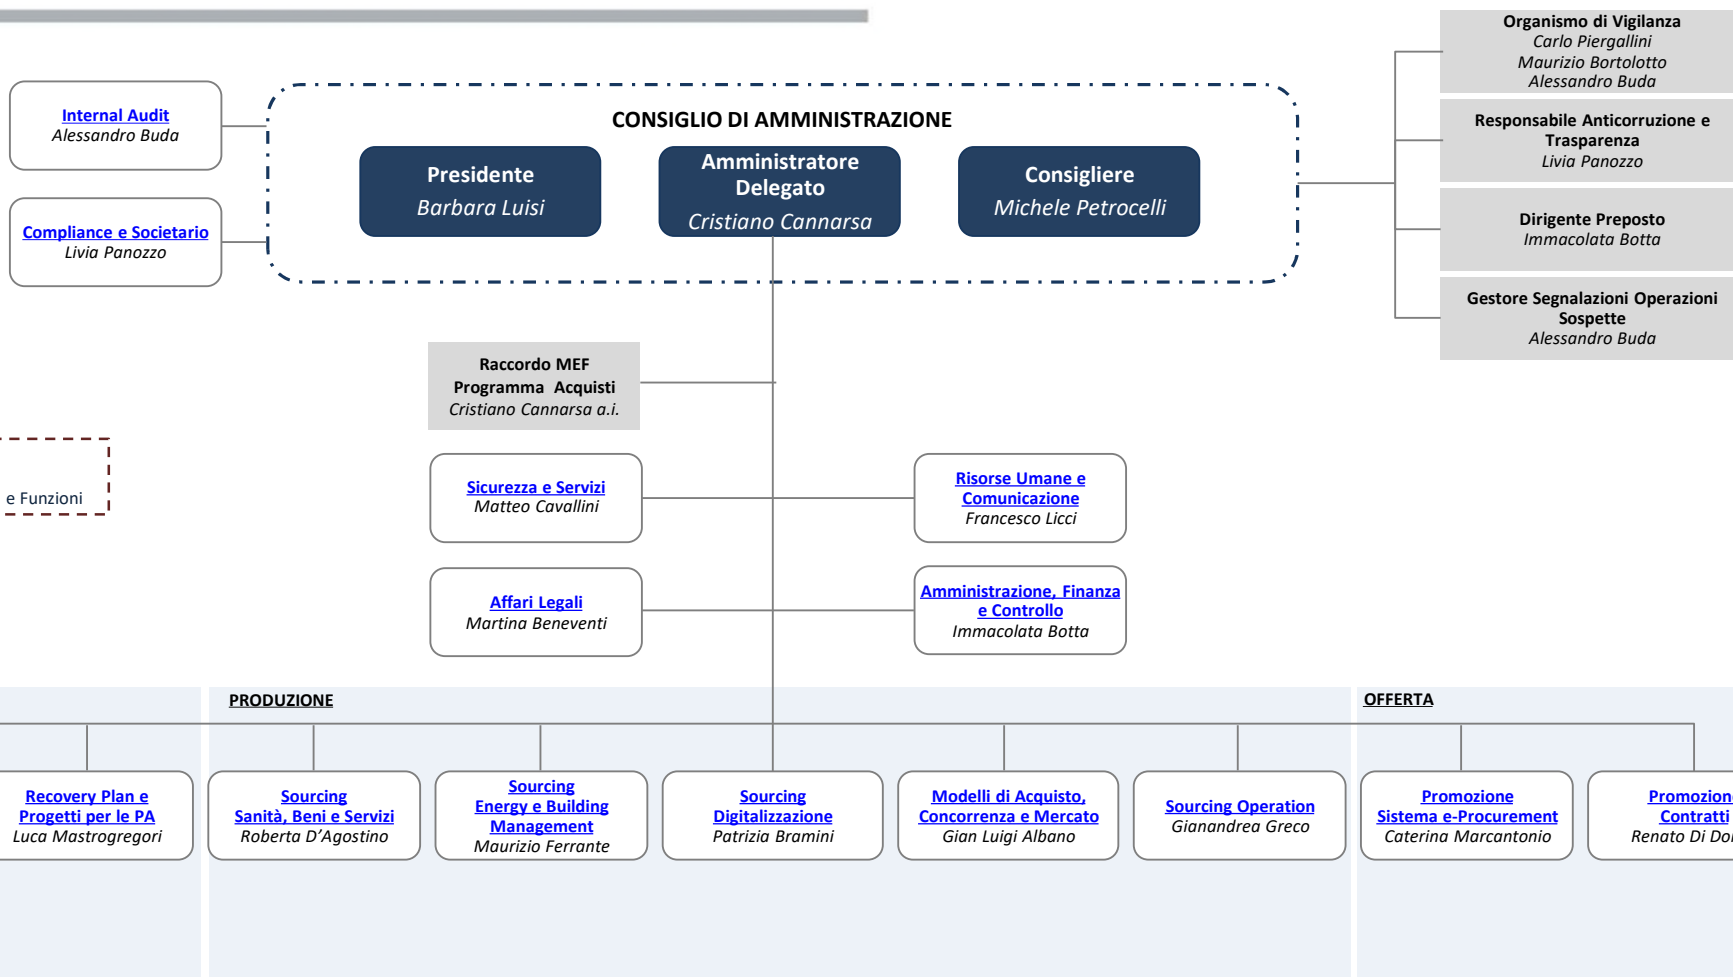 Organismo di Vigilanza
Carlo Piergallini
Maurizio Bortolotto
Alessandro Buda
Internal Audit
Alessandro Buda
CONSIGLIO DI AMMINISTRAZIONE
Responsabile Anticorruzione e
Trasparenza
Livia Panozzo
Presidente
Barbara Luisi
Amministratore
Delegato
Cristiano Cannarsa
Consigliere
Michele Petrocelli
Compliance e Societario
Livia Panozzo
Dirigente Preposto
Immacolata Botta
Gestore Segnalazioni Operazioni
Sospette
Alessandro Buda
Raccordo MEF
Programma Acquisti
Cristiano Cannarsa a.i.
e Funzioni
Sicurezza e Servizi
Matteo Cavallini
Risorse Umane e
Comunicazione
Francesco Licci
Affari Legali
Martina Beneventi
Amministrazione, Finanza
e Controllo
Immacolata Botta
PRODUZIONE
OFFERTA
Recovery Plan e
Progetti per le PA
Luca Mastrogregori
Sourcing
Sanità, Beni e Servizi
Roberta D’Agostino
Sourcing
Energy e Building
Management
Maurizio Ferrante
Sourcing
Digitalizzazione
Patrizia Bramini
Modelli di Acquisto,
Concorrenza e Mercato
Gian Luigi Albano
Sourcing Operation
Gianandrea Greco
Promozione
Sistema e-Procurement
Caterina Marcantonio
Contratti
Renato Di